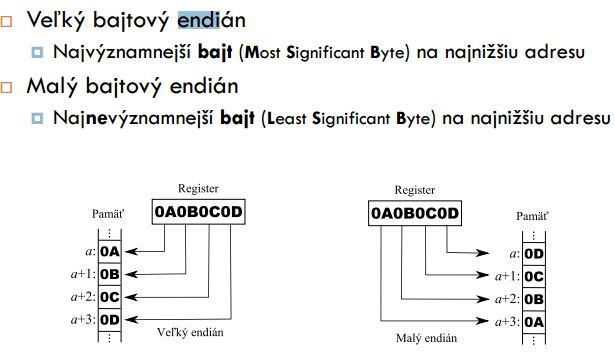 Veľký bajtový endián
Najvýznamnejší bajt (Most Significant Byte) na najnižšiu adresu
Malý bajtový endián
Najnevýznamnejší bajt (Least Significant Byte) na najnižšiu adresu
Register
0A0B0C0D
Pamäť
a: 0A
a+1: 0B
a+2: 0C
a+3: 0D
Veľký endián
Register
0A0B0C0D
Pamäť
a: 0D
a+1: 0C
a+2: 0B
a+3: 0A
Malý endián